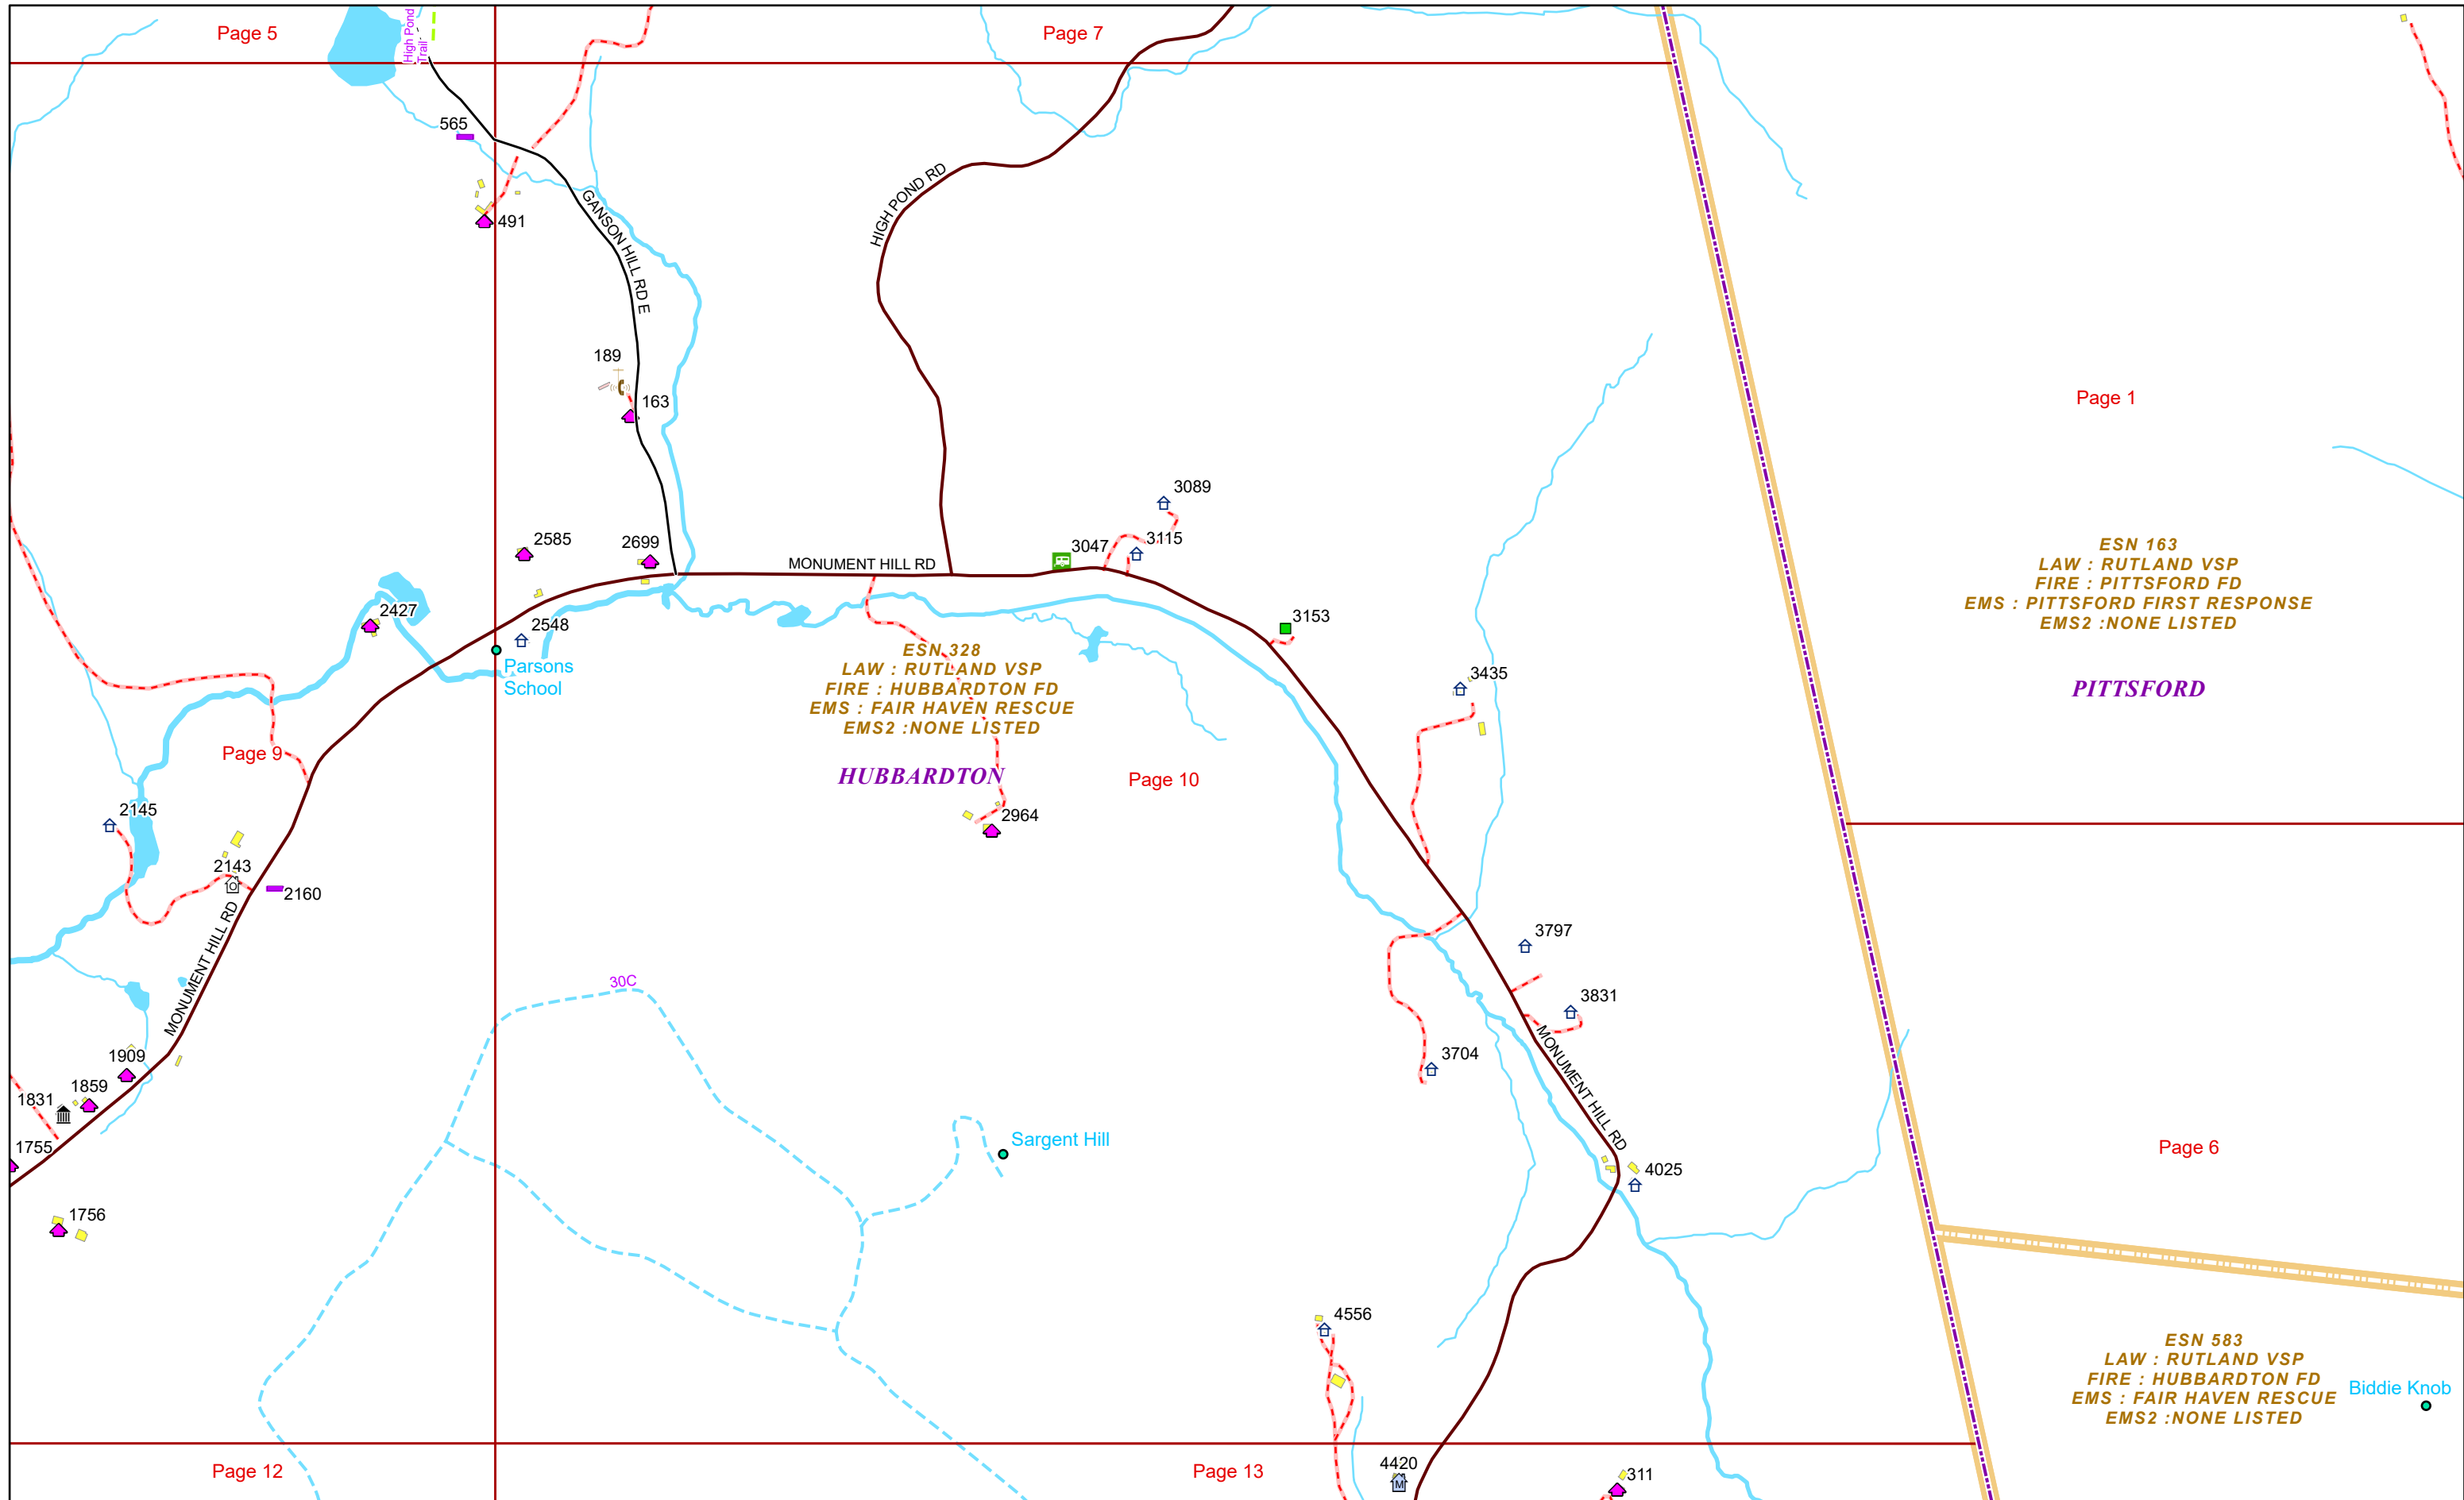 Page 5
High Pond
Trail
Page 7
565
491
GANSON HILL RD E
HIGH POND RD
189
163
Page 1
3089
2585
2699
3047
3115
MONUMENT HILL RD
ESN 163
LAW : RUTLAND VSP
FIRE : PITTSFORD FD
EMS : PITTSFORD FIRST RESPONSE
EMS2 :NONE LISTED
2427
2548
3153
Parsons
School
ESN 328
LAW : RUTLAND VSP
FIRE : HUBBARDTON FD
EMS : FAIR HAVEN RESCUE
EMS2 :NONE LISTED
3435
PITTSFORD
Page 9
HUBBARDTON
Page 10
2145
2964
2143
2160
MONUMENT HILL RD
3797
30C
3831
1909
3704
MONUMENT HILL RD
1859
1831
1755
Sargent Hill
Page 6
4025
1756
4556
ESN 583
LAW : RUTLAND VSP
FIRE : HUBBARDTON FD
EMS : FAIR HAVEN RESCUE
EMS2 :NONE LISTED
Biddie Knob
Page 12
Page 13
4420
M
311